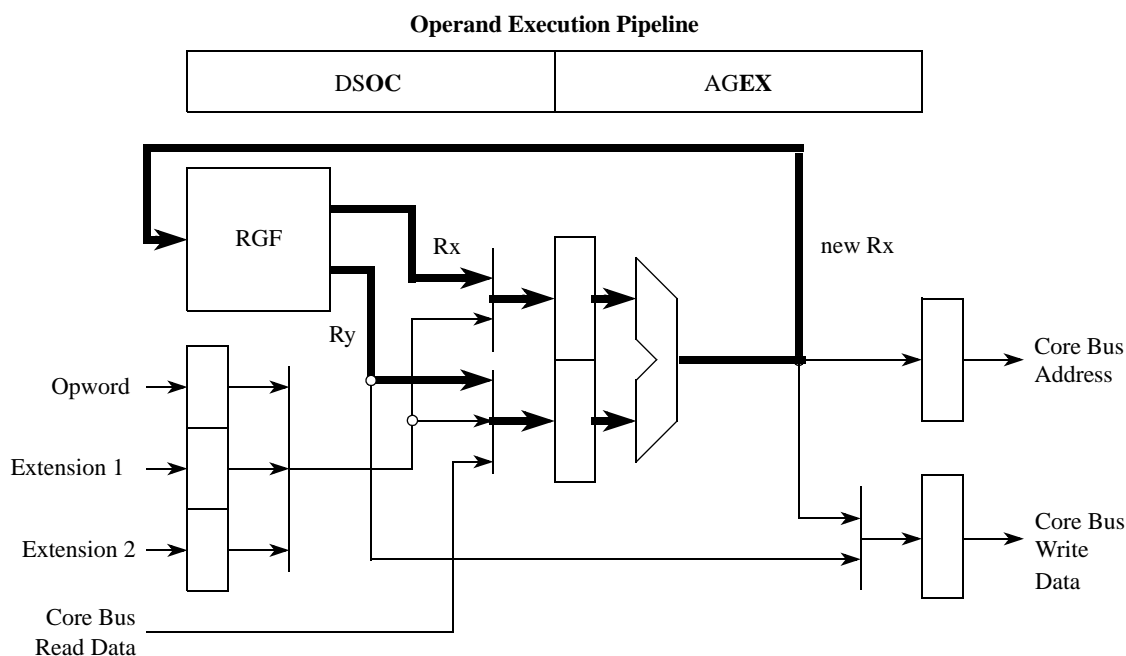 Operand Execution Pipeline
DSOC
AGEX
RGF
Rx
new Rx
Ry
Core Bus
Address
Opword
Extension 1
Extension 2
Core Bus
Write
Data
Core Bus
Read Data